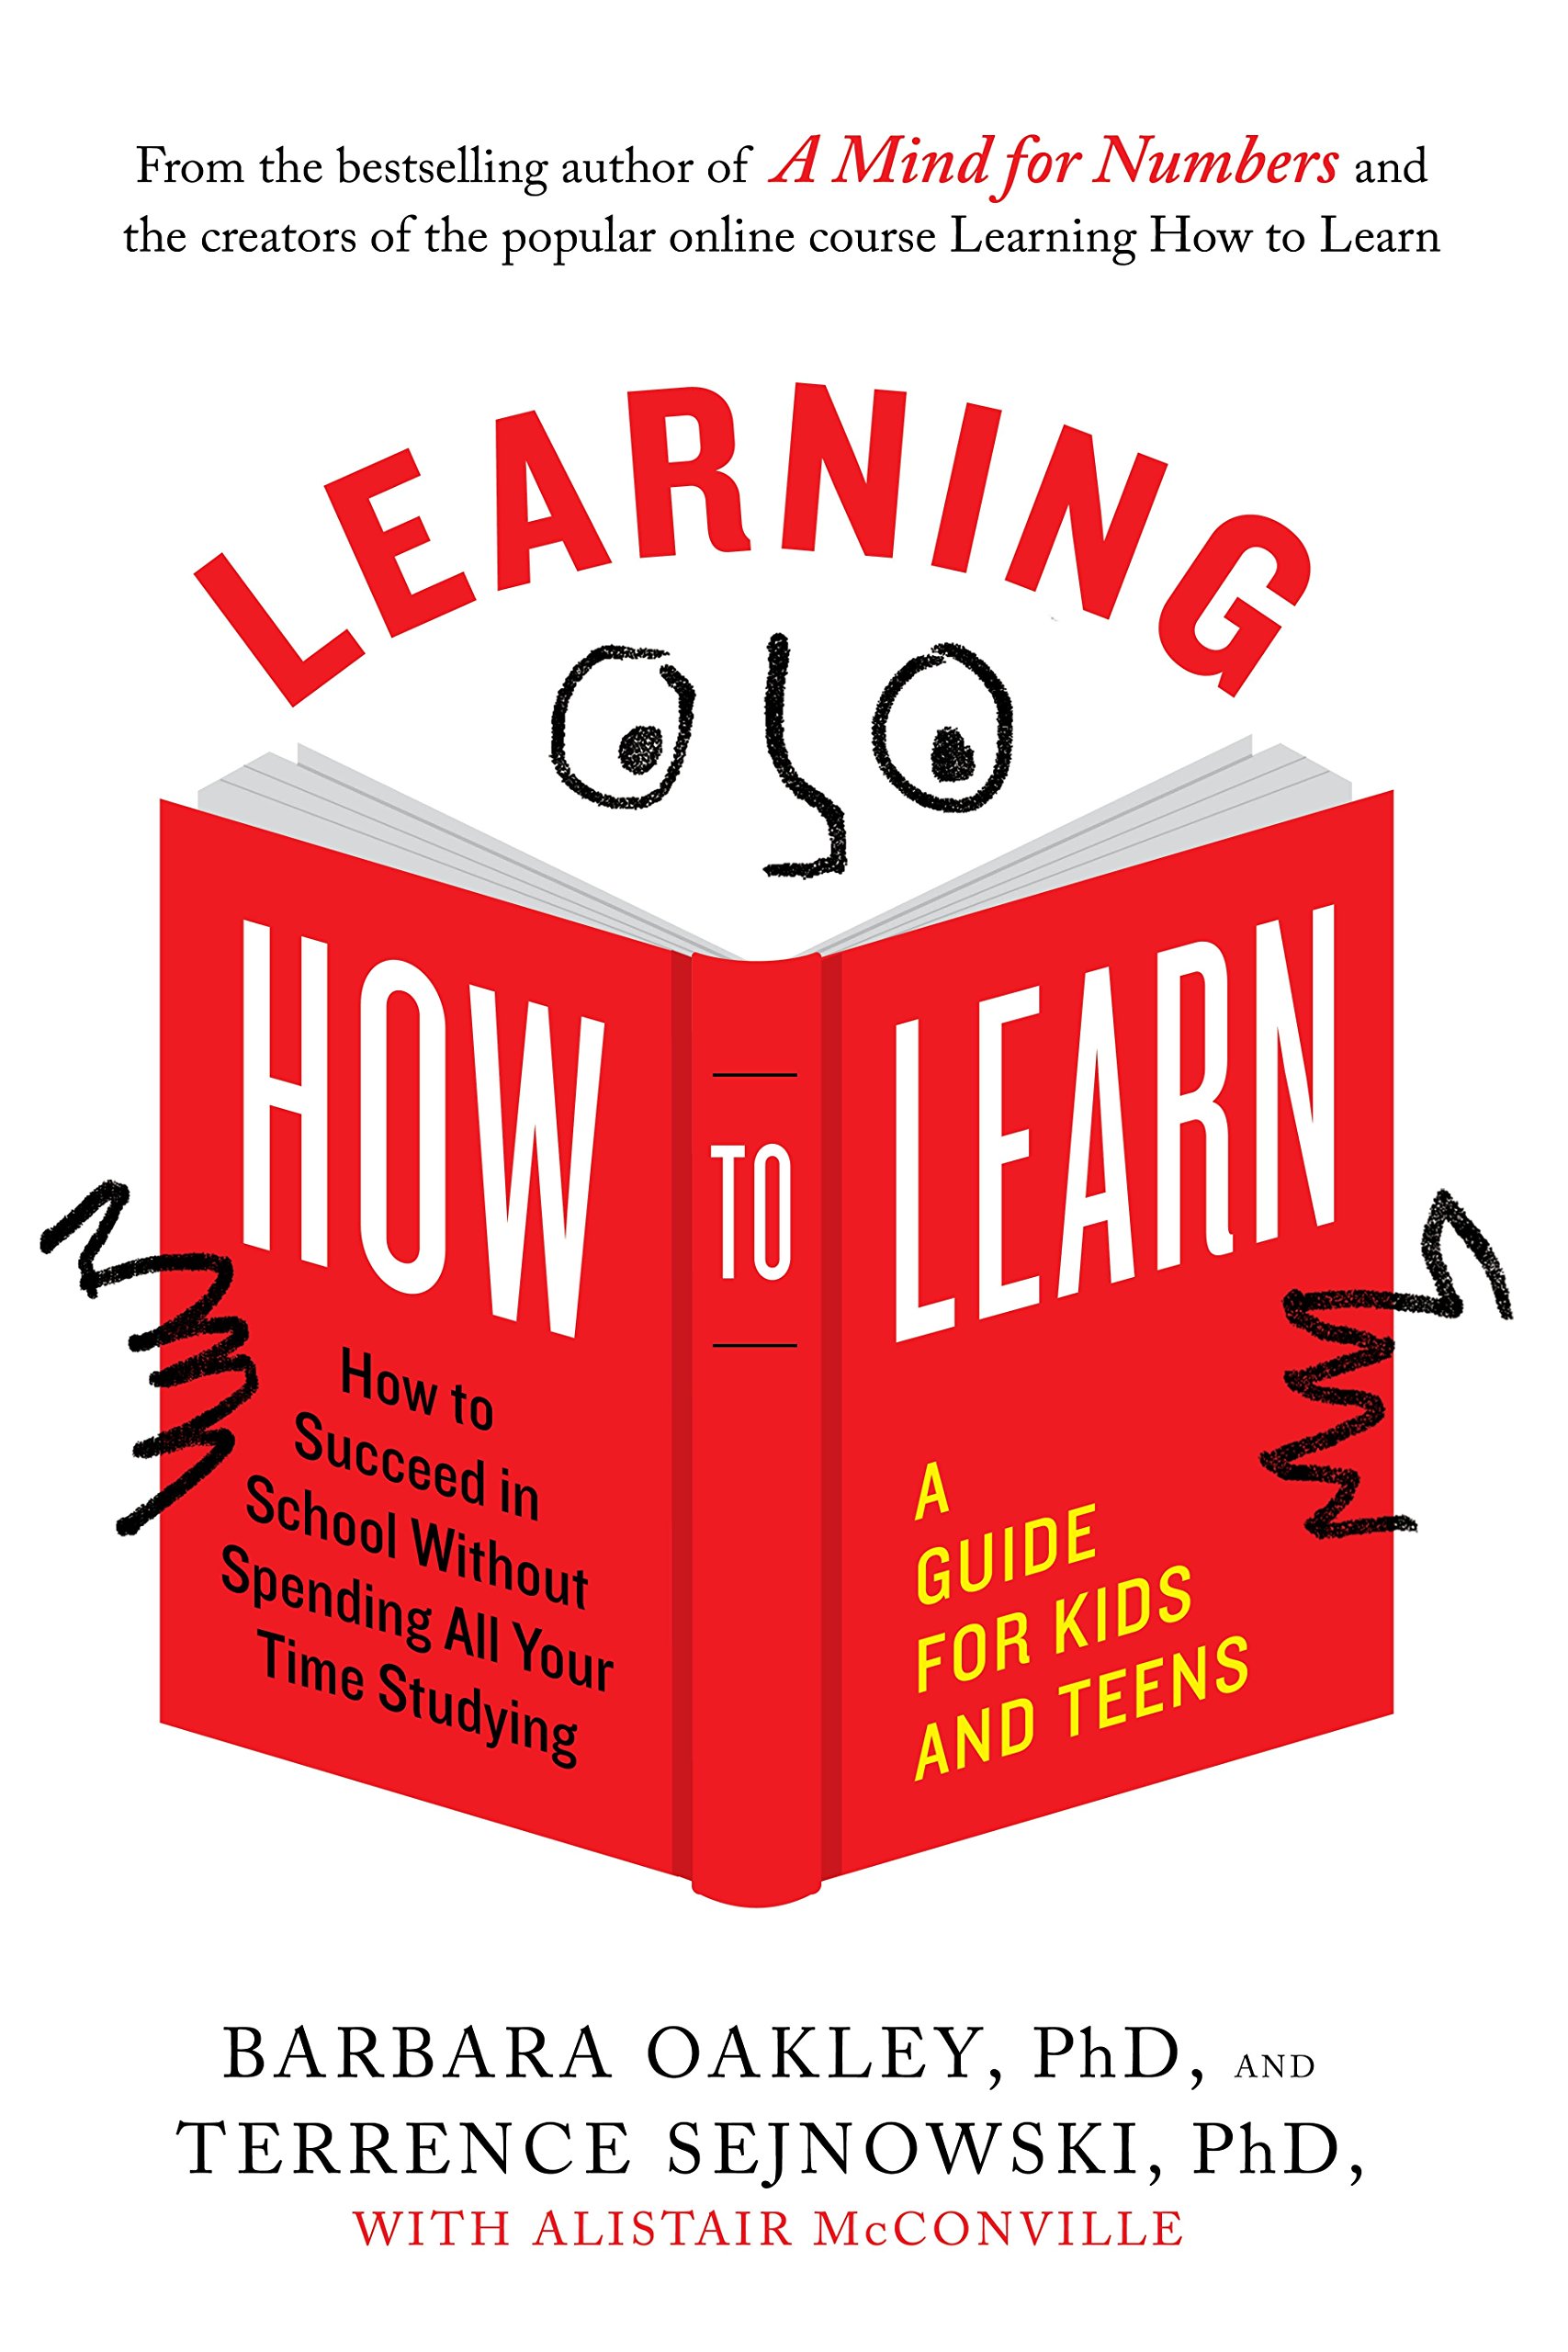 From the bestselling author of A Mind for Numbers and
the creators of the popular online course Learning How to Learn
LEARNING
HOW
TO
LEARN
How to
Succeed in
School Without
Spending All Your
Time Studying
A
GUIDE
FOR KIDS
AND TEENS
BARBARA OAKLEY, PhD, AND
TERRENCE SEJNOWSKI, PhD,
WITH ALISTAIR McCONVILLE